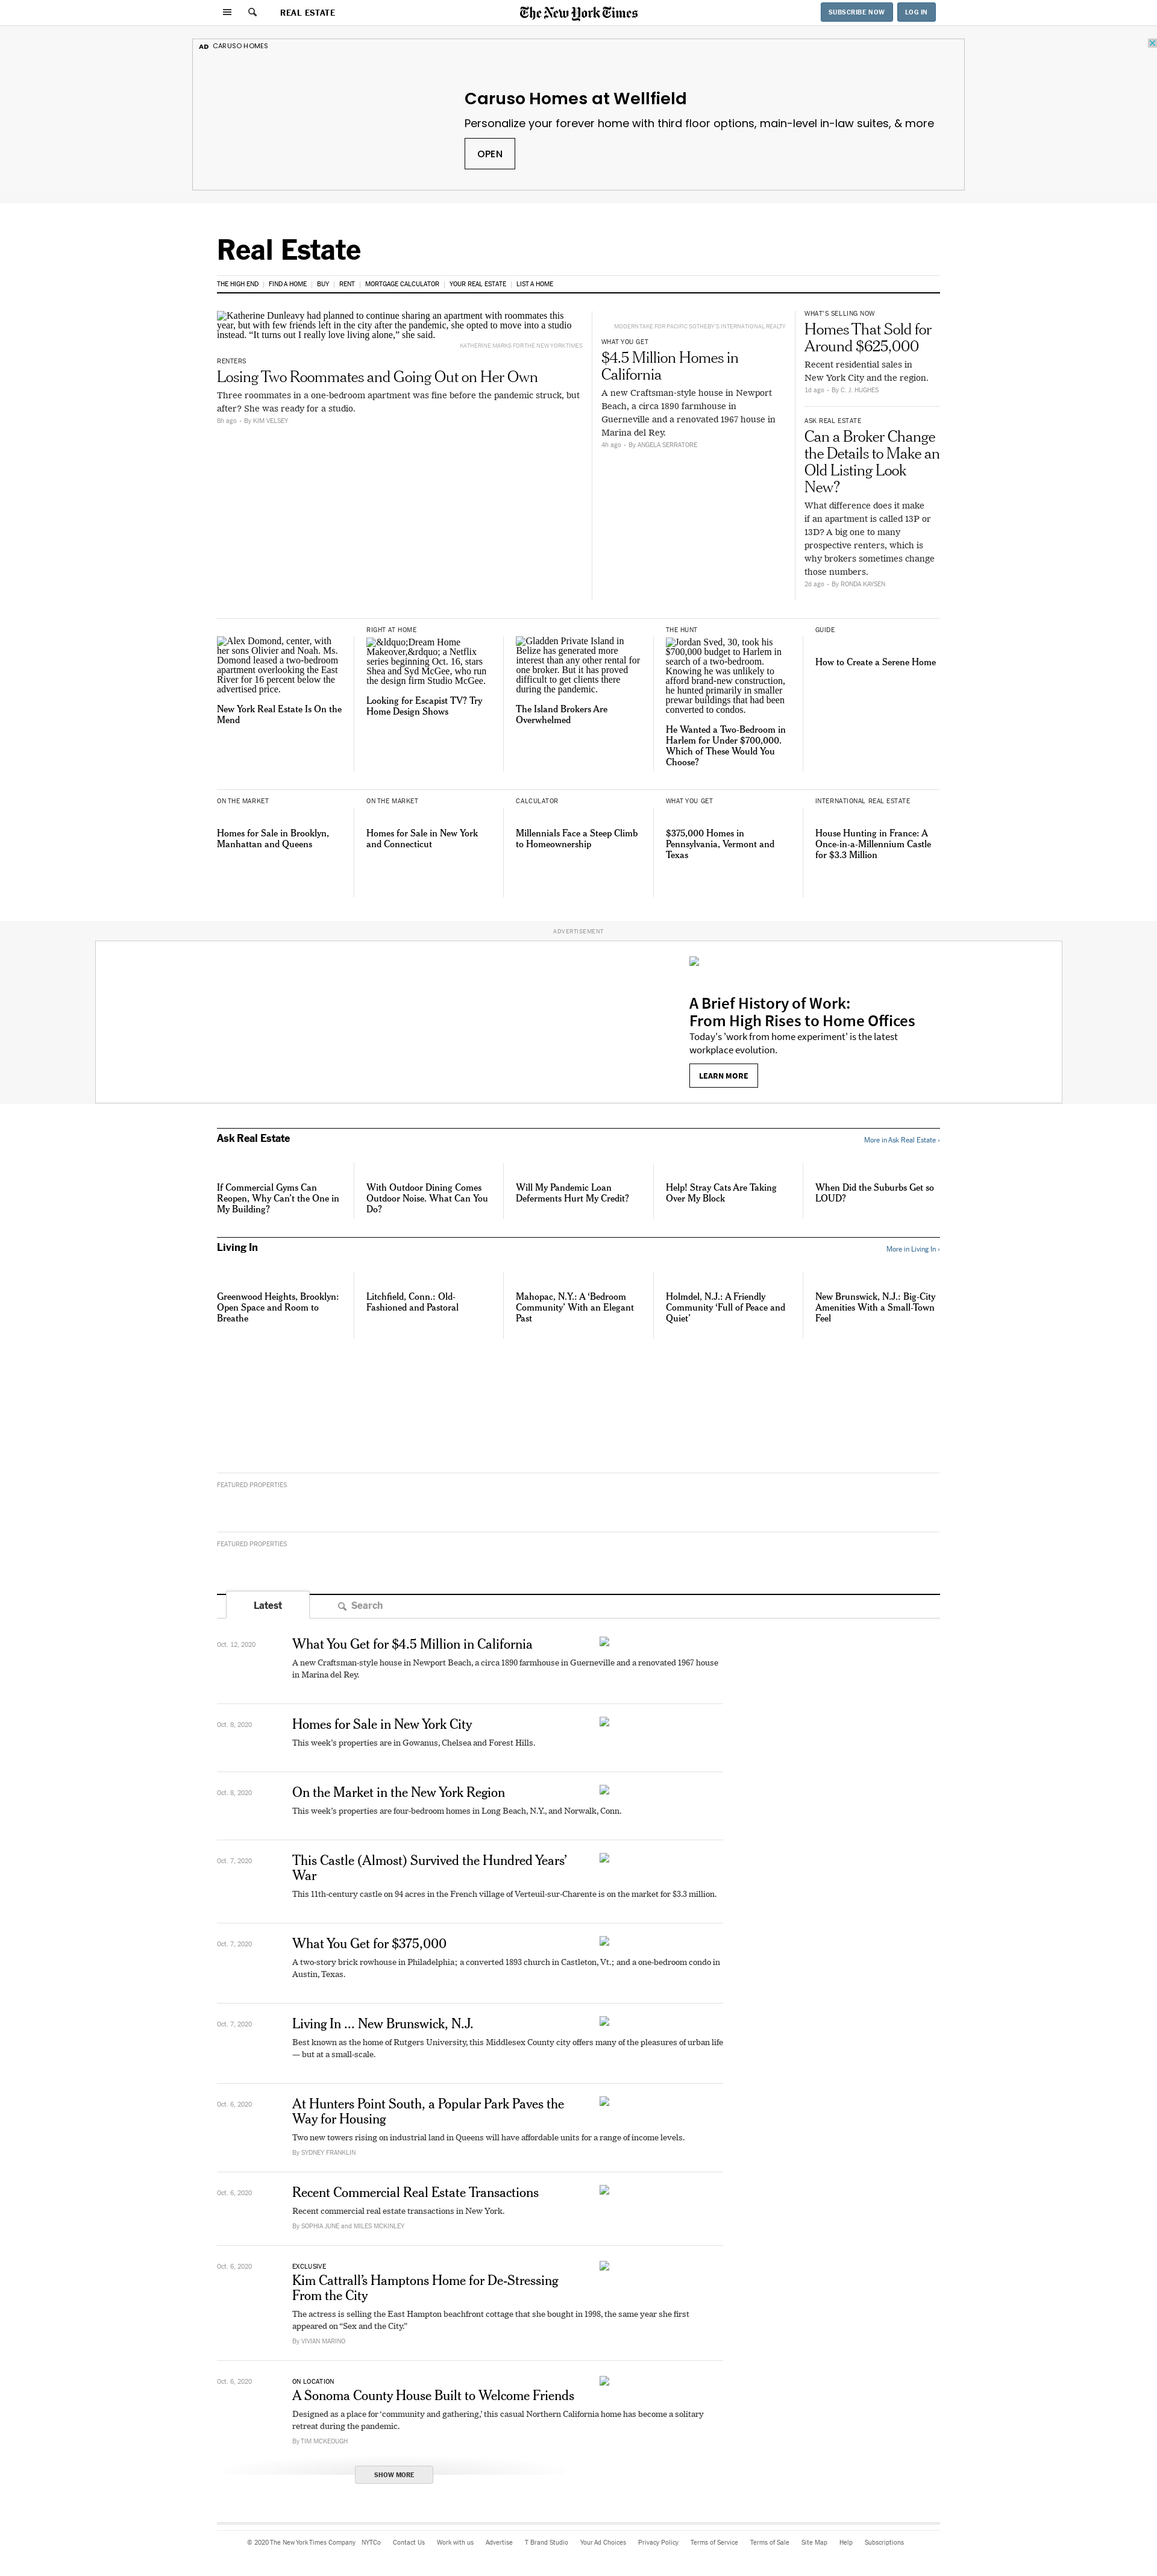 REAL ESTATE
The New York Times
SUBSCRIBE NOW
LOG IN
AD CARUSO HOMES
Caruso Homes at Wellfield
Personalize your forever home with third floor options, main-level in-law suites, & more
OPEN
Real Estate
THE HIGH END | FIND A HOME | BUY | RENT | MORTGAGE CALCULATOR | YOUR REAL ESTATE | LIST A HOME
Katherine Dunleavy had planned to continue sharing an apartment with roommates this
year, but with few friends left in the city after the pandemic, she opted to move into a studio
instead. “It turns out I really love living alone,” she said.
KATHERINE MARKS FOR THE NEW YORK TIMES
RENTERS
Losing Two Roommates and Going Out on Her Own
Three roommates in a one-bedroom apartment was fine before the pandemic struck, but
after? She was ready for a studio.
8h ago - By KIM VELSEY
MODERN TAKE FOR PACIFIC SOTHEBY'S INTERNATIONAL REALTY
WHAT YOU GET
$4.5 Million Homes in
California
A new Craftsman-style house in Newport
Beach, a circa 1890 farmhouse in
Guerneville and a renovated 1967 house in
Marina del Rey.
4h ago - By ANGELA SERRATORE
WHAT'S SELLING NOW
Homes That Sold for
Around $625,000
Recent residential sales in
New York City and the region.
1d ago - By C. J. HUGHES
ASK REAL ESTATE
Can a Broker Change
the Details to Make an
Old Listing Look
New?
What difference does it make
if an apartment is called 13P or
13D? A big one to many
prospective renters, which is
why brokers sometimes change
those numbers.
2d ago - By RONDA KAYSEN
Alex Domond, center, with
her sons Olivier and Noah. Ms.
Domond leased a two-bedroom
apartment overlooking the East
River for 16 percent below the
advertised price.
New York Real Estate Is On the
Mend
RIGHT AT HOME
&ldquo;Dream Home
Makeover,&rdquo; a Netflix
series beginning Oct. 16, stars
Shea and Syd McGee, who run
the design firm Studio McGee.
Looking for Escapist TV? Try
Home Design Shows
Gladden Private Island in
Belize has generated more
interest than any other rental for
one broker. But it has proved
difficult to get clients there
during the pandemic.
The Island Brokers Are
Overwhelmed
THE HUNT
Jordan Sved, 30, took his
$700,000 budget to Harlem in
search of a two-bedroom.
Knowing he was unlikely to
afford brand-new construction,
he hunted primarily in smaller
prewar buildings that had been
converted to condos.
He Wanted a Two-Bedroom in
Harlem for Under $700,000.
Which of These Would You
Choose?
GUIDE
How to Create a Serene Home
ON THE MARKET
Homes for Sale in Brooklyn,
Manhattan and Queens
ON THE MARKET
Homes for Sale in New York
and Connecticut
CALCULATOR
Millennials Face a Steep Climb
to Homeownership
WHAT YOU GET
$375,000 Homes in
Pennsylvania, Vermont and
Texas
INTERNATIONAL REAL ESTATE
House Hunting in France: A
Once-in-a-Millennium Castle
for $3.3 Million
ADVERTISEMENT
A Brief History of Work:
From High Rises to Home Offices
Today's 'work from home experiment' is the latest
workplace evolution.
LEARN MORE
Ask Real Estate
More in Ask Real Estate ›
If Commercial Gyms Can
Reopen, Why Can't the One in
My Building?
With Outdoor Dining Comes
Outdoor Noise. What Can You
Do?
Will My Pandemic Loan
Deferments Hurt My Credit?
Help! Stray Cats Are Taking
Over My Block
When Did the Suburbs Get so
LOUD?
Living In
More in Living In ›
Greenwood Heights, Brooklyn:
Open Space and Room to
Breathe
Litchfield, Conn.: Old-
Fashioned and Pastoral
Mahopac, N.Y.: A ‘Bedroom
Community’ With an Elegant
Past
Holmdel, N.J.: A Friendly
Community ‘Full of Peace and
Quiet’
New Brunswick, N.J.: Big-City
Amenities With a Small-Town
Feel
FEATURED PROPERTIES
FEATURED PROPERTIES
Latest
Search
Oct. 12, 2020
What You Get for $4.5 Million in California
A new Craftsman-style house in Newport Beach, a circa 1890 farmhouse in Guerneville and a renovated 1967 house
in Marina del Rey.
Oct. 8, 2020
Homes for Sale in New York City
This week's properties are in Gowanus, Chelsea and Forest Hills.
Oct. 8, 2020
On the Market in the New York Region
This week's properties are four-bedroom homes in Long Beach, N.Y., and Norwalk, Conn.
Oct. 7, 2020
This Castle (Almost) Survived the Hundred Years’
War
This 11th-century castle on 94 acres in the French village of Verteuil-sur-Charente is on the market for $3.3 million.
Oct. 7, 2020
What You Get for $375,000
A two-story brick rowhouse in Philadelphia; a converted 1893 church in Castleton, Vt.; and a one-bedroom condo in
Austin, Texas.
Oct. 7, 2020
Living In ... New Brunswick, N.J.
Best known as the home of Rutgers University, this Middlesex County city offers many of the pleasures of urban life
— but at a small-scale.
Oct. 6, 2020
At Hunters Point South, a Popular Park Paves the
Way for Housing
Two new towers rising on industrial land in Queens will have affordable units for a range of income levels.
By SYDNEY FRANKLIN
Oct. 6, 2020
Recent Commercial Real Estate Transactions
Recent commercial real estate transactions in New York.
By SOPHIA JUNE and MILES MCKINLEY
Oct. 6, 2020
EXCLUSIVE
Kim Cattrall’s Hamptons Home for De-Stressing
From the City
The actress is selling the East Hampton beachfront cottage that she bought in 1998, the same year she first
appeared on “Sex and the City.”
By VIVIAN MARINO
Oct. 6, 2020
ON LOCATION
A Sonoma County House Built to Welcome Friends
Designed as a place for ‘community and gathering,’ this casual Northern California home has become a solitary
retreat during the pandemic.
By TIM MCKEOUGH
SHOW MORE
© 2020 The New York Times Company NYTCo Contact Us Work with us Advertise T Brand Studio Your Ad Choices Privacy Policy Terms of Service Terms of Sale Site Map Help Subscriptions